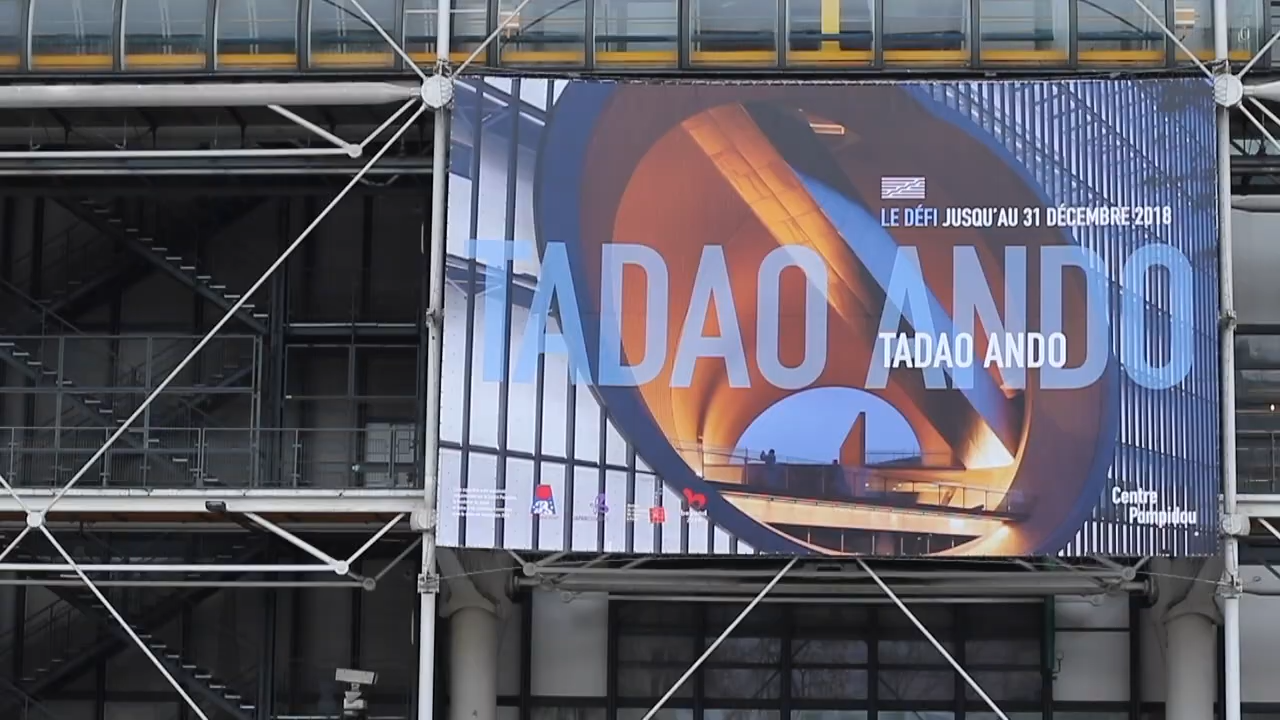 LE DÉFI JUSQU'AU 31 DÉCEMBRE 2018
TADAO ANDO
TADAO ANDO
Centre
Pompidou